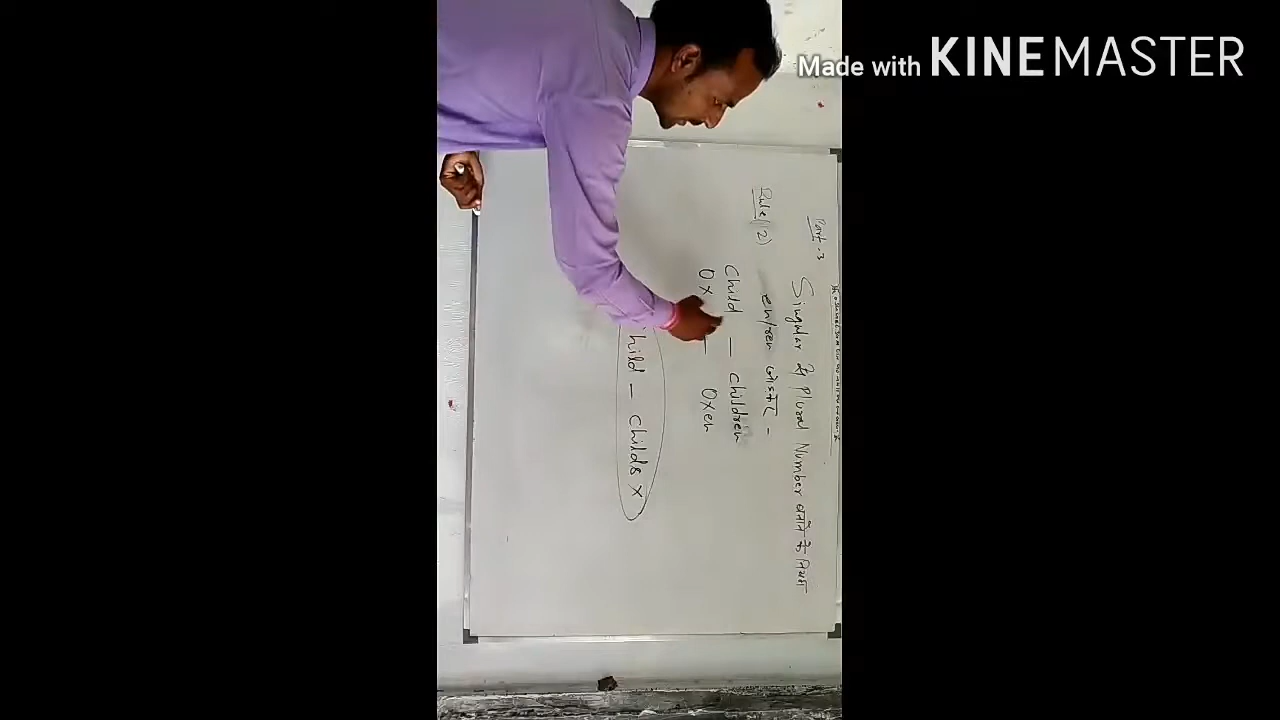 Made with KINEMASTER
Part-3
Singular से Plural Number बनाने के नियम
Rule (2)
en/ren जोड़कर -
Child - Children
Ox - Oxen
hild - Childs X